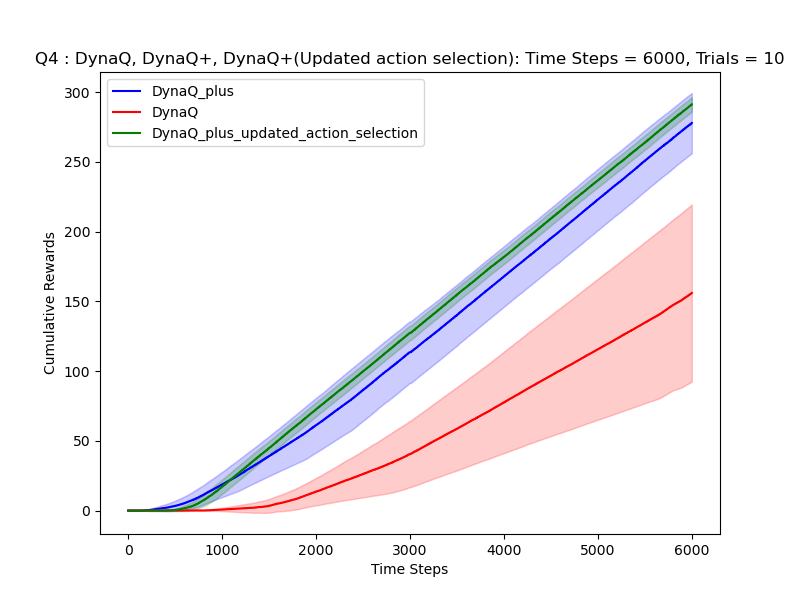 Q4 : DynaQ, DynaQ+, DynaQ+(Updated action selection): Time Steps = 6000, Trials = 10
DynaQ_plus
DynaQ
DynaQ_plus_updated_action_selection
300
250
200
150
100
50
0
Cumulative Rewards
0 1000 2000 3000 4000 5000 6000
Time Steps